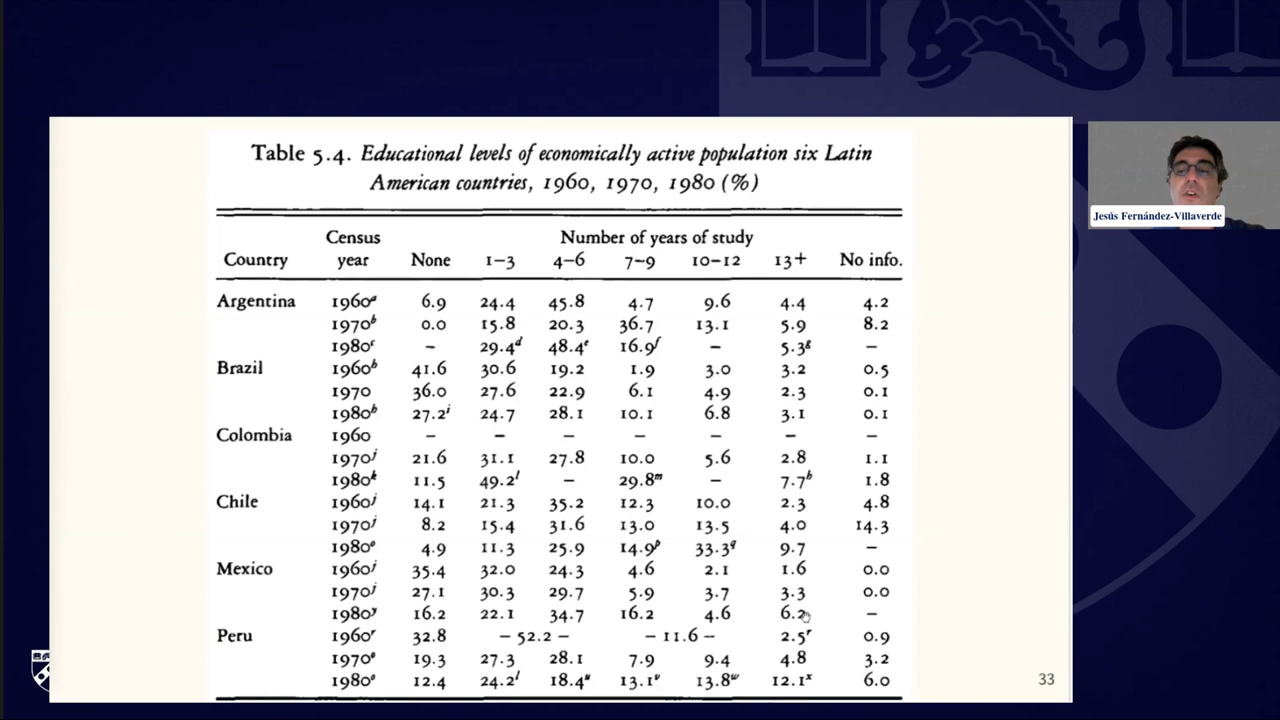 Table 5.4. Educational levels of economically active population six Latin
American countries, 1960, 1970, 1980 (%)
Census Number of years of study
Country year None 1–3 4–6 7–9 10–12 13+ No info.
Argentina 1960ᵃ 6.9 24.4 45.8 4.7 9.6 4.4 4.2
1970ᵇ 0.0 15.8 20.3 36.7 13.1 5.9 8.2
1980ᶜ – 29.4ᵈ 48.4ᵉ 16.9ᶠ – 5.3ᵍ –
Brazil 1960ᵇ 41.6 30.6 19.2 1.9 3.0 3.2 0.5
1970 36.0 27.6 22.9 6.1 4.9 2.3 0.1
1980ᵇ 27.2ⁱ 24.7 28.1 10.1 6.8 3.1 0.1
Colombia 1960 – – – – – – –
1970ʲ 21.6 31.1 27.8 10.0 5.6 2.8 1.1
1980ᵏ 11.5 49.2ˡ – 29.8ᵐ – 7.7ʰ 1.8
Chile 1960ʲ 14.1 21.3 35.2 12.3 10.0 2.3 4.8
1970ʲ 8.2 15.4 31.6 13.0 13.5 4.0 14.3
1980ᵒ 4.9 11.3 25.9 14.9ᵖ 33.3q 9.7 –
Mexico 1960ʲ 35.4 32.0 24.3 4.6 2.1 1.6 0.0
1970ʲ 27.1 30.3 29.7 5.9 3.7 3.3 0.0
1980ʸ 16.2 22.1 34.7 16.2 4.6 6.2 –
Peru 1960ʳ 32.8 – 52.2 – – 11.6 – 2.5ʳ 0.9
1970ˢ 19.3 27.3 28.1 7.9 9.4 4.8 3.2
1980ᵒ 12.4 24.2ˡ 18.4ᵘ 13.1ᵛ 13.8ʷ 12.1ˣ 6.0
33
Jesús Fernández-Villaverde